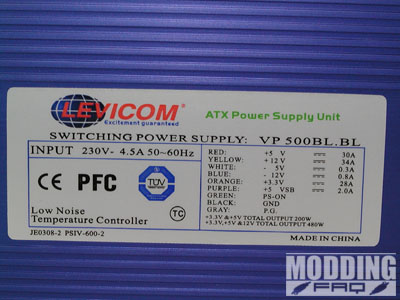 LEVICOM
Excitement guaranteed
ATX Power Supply Unit
SWITCHING POWER SUPPLY: VP 500BL.BL
INPUT 230V~ 4.5A 50~60Hz
CE PFC TÜV
Low Noise
Temperature Controller
TC
JE0308-2 PSIV-600-2
RED: +5 V 30A
YELLOW: +12V 34A
WHITE: - 5V 0.3A
BLUE: -12V 0.8A
ORANGE: +3.3V 28A
PURPLE: +5 VSB 2.0A
GREEN: PS-ON
BLACK: GND
GRAY: P.G.
+3.3V &+5V TOTAL OUTPUT 200W
+3.3V,+5V &12V TOTAL OUTPUT 480W
MADE IN CHINA
MODDING
FAQ